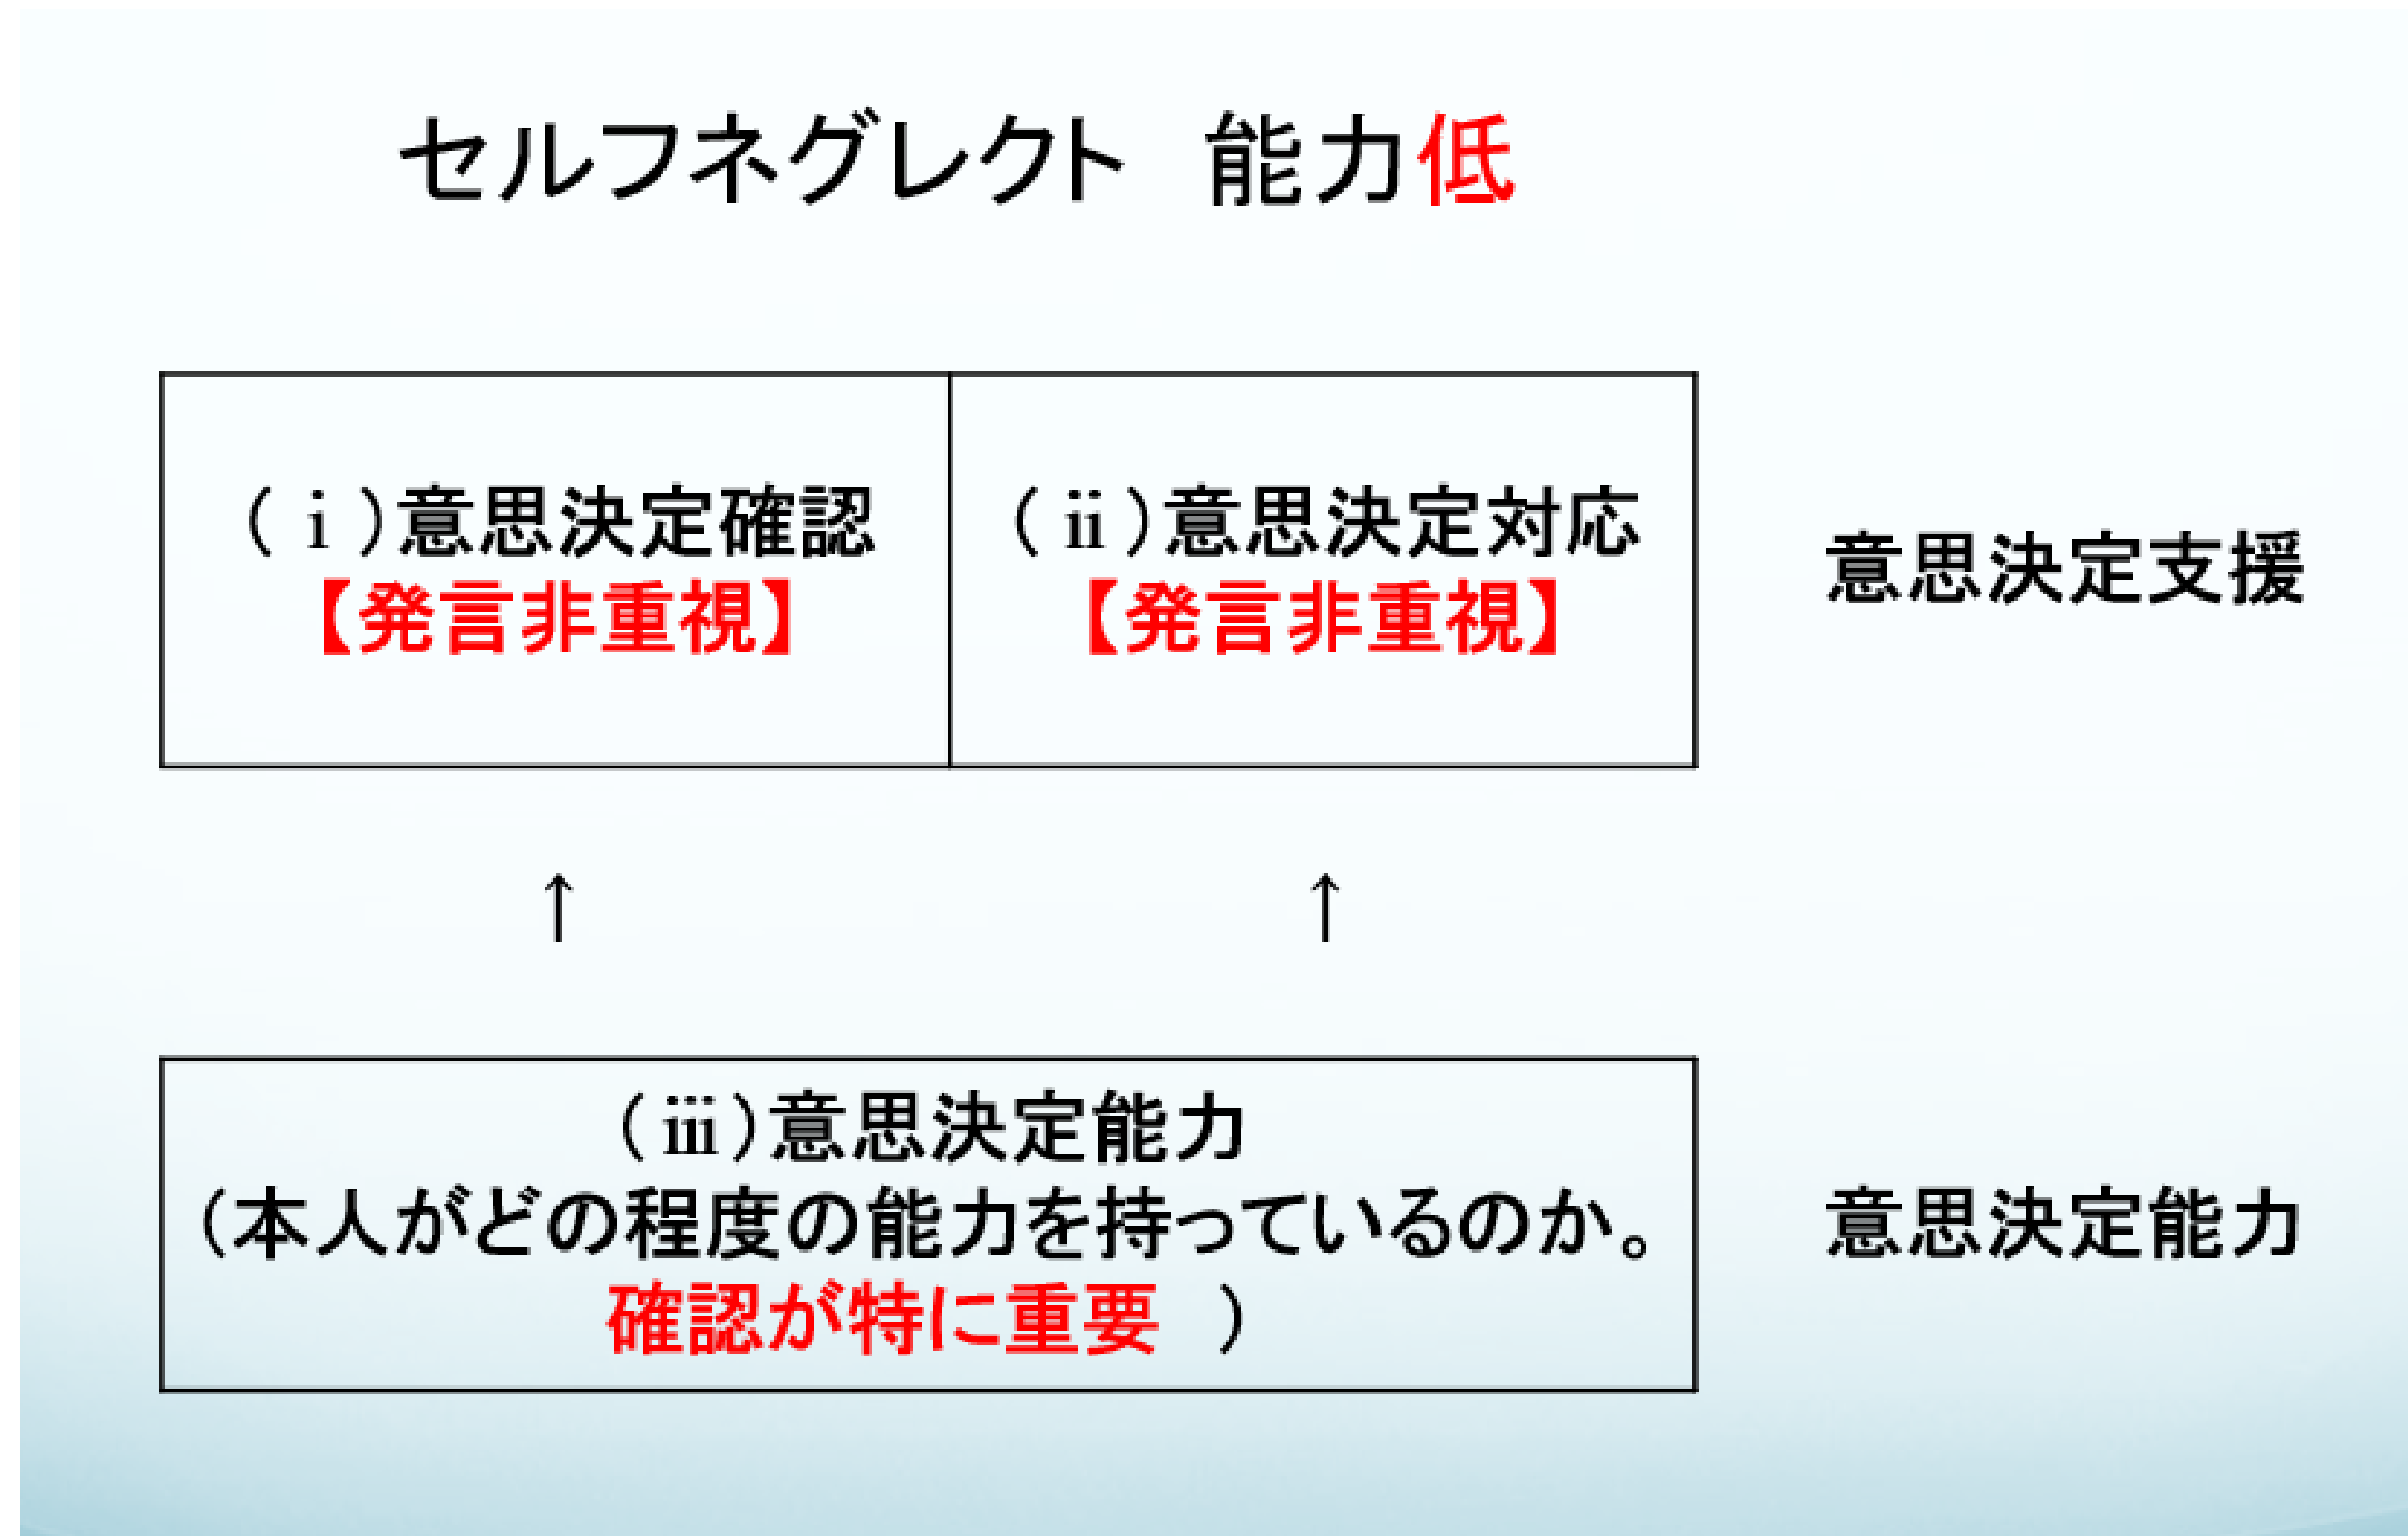 セルフネグレクト　能力低
（ⅰ）意思決定確認
【発言非重視】
（ⅱ）意思決定対応
【発言非重視】
意思決定支援
↑　↑
（ⅲ）意思決定能力
（本人がどの程度の能力を持っているのか。
確認が特に重要　）
意思決定能力